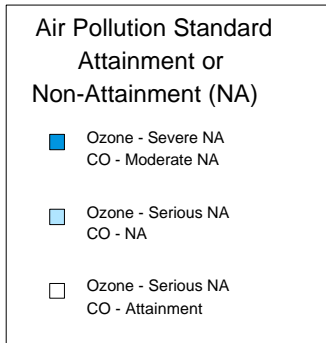 Air Pollution Standard
Attainment or
Non-Attainment (NA)
Ozone - Severe NA
CO - Moderate NA
Ozone - Serious NA
CO - NA
Ozone - Serious NA
CO - Attainment